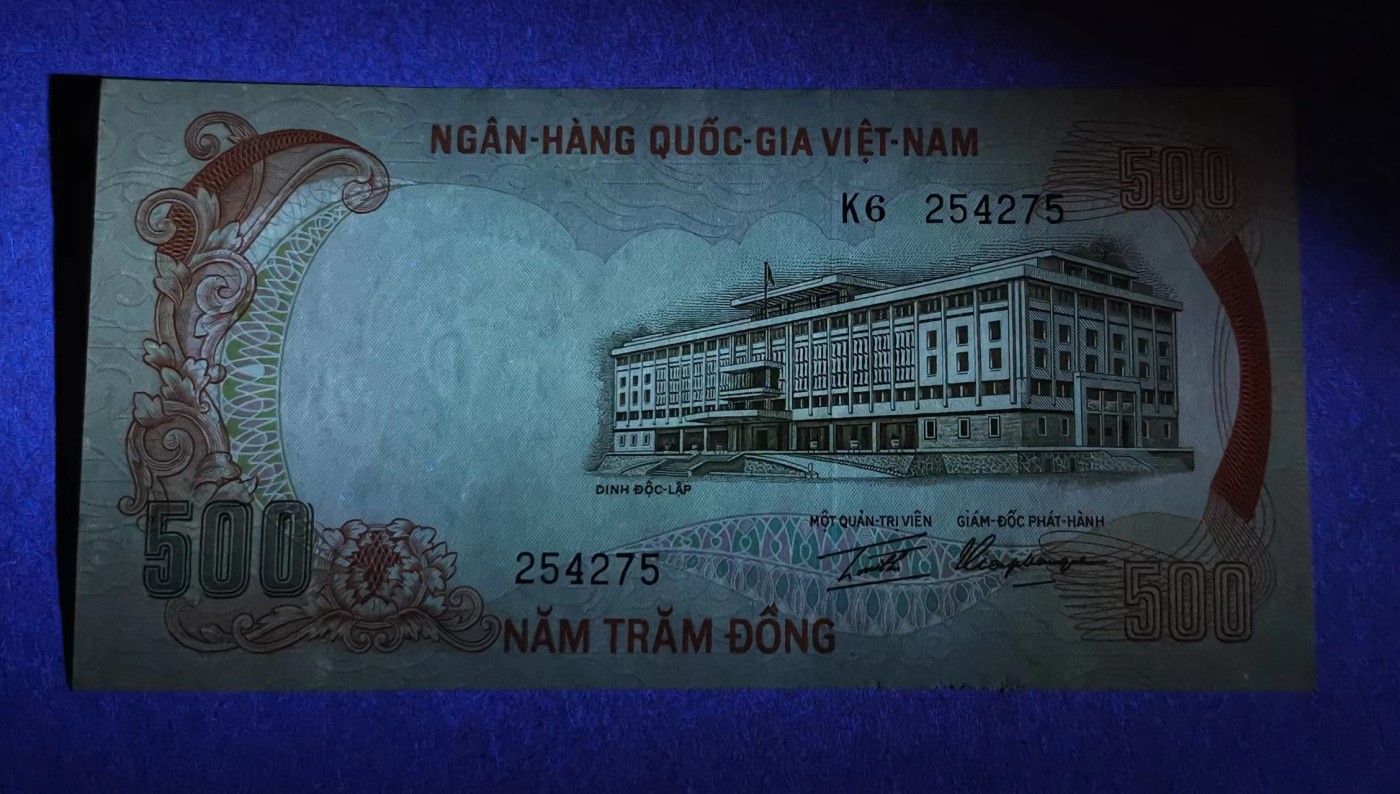 NGÂN-HÀNG QUỐC-GIA VIỆT-NAM
500
K6 254275
DINH ĐỘC-LẬP
MỘT QUẢN-TRỊ VIÊN GIÁM-ĐỐC PHÁT-HÀNH
500
254275
500
NĂM TRĂM ĐỒNG